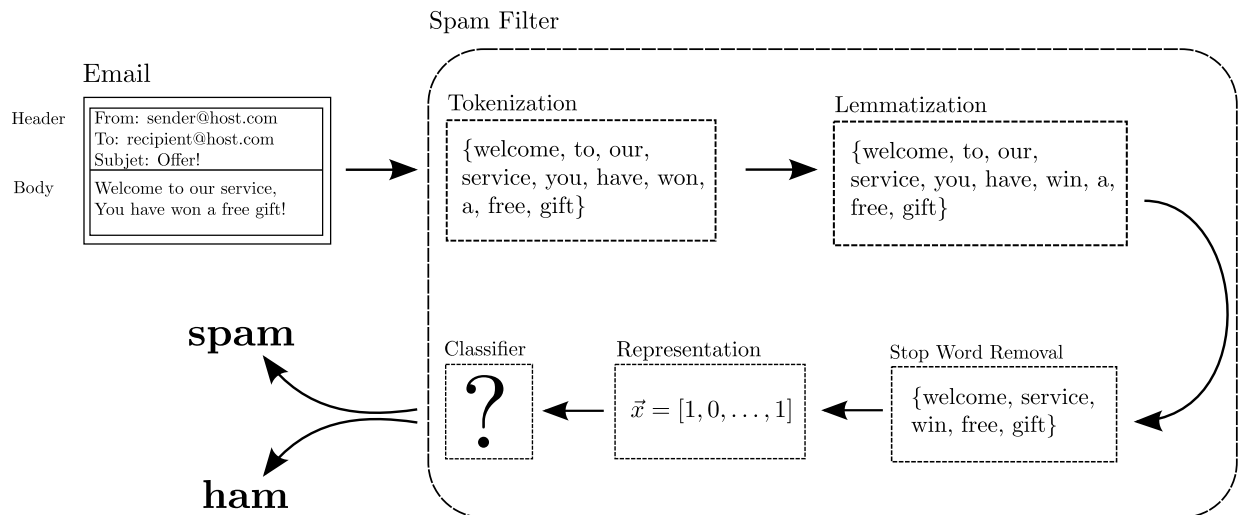 Spam Filter
Email
Header
From: sender@host.com
To: recipient@host.com
Subjet: Offer!
Body
Welcome to our service,
You have won a free gift!
Tokenization
{welcome, to, our,
service, you, have, won,
a, free, gift}
Lemmatization
{welcome, to, our,
service, you, have, win, a,
free, gift}
Stop Word Removal
{welcome, service,
win, free, gift}
Representation
x⃗ = [1, 0, . . . , 1]
Classifier
?
spam
ham